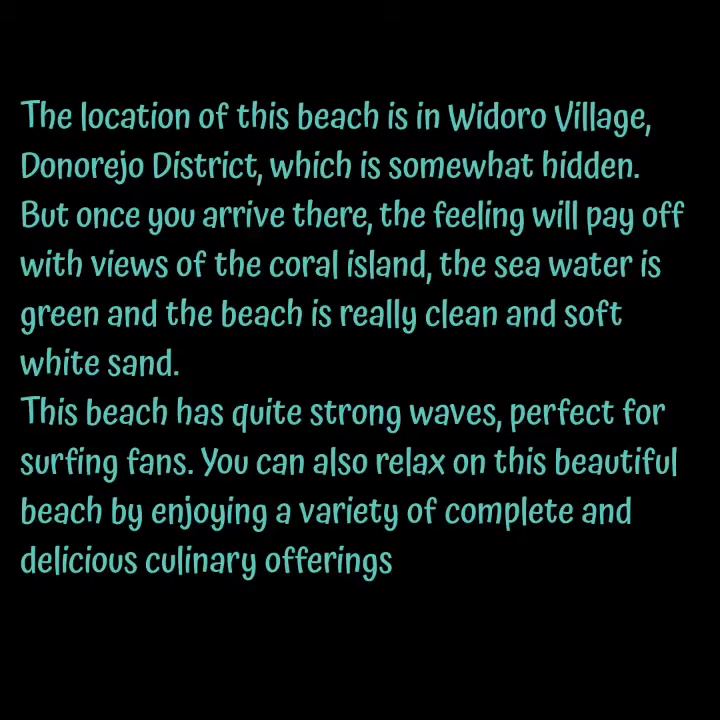 The location of this beach is in Widoro Village,
Donorejo District, which is somewhat hidden.
But once you arrive there, the feeling will pay off
with views of the coral island, the sea water is
green and the beach is really clean and soft
white sand.
This beach has quite strong waves, perfect for
surfing fans. You can also relax on this beautiful
beach by enjoying a variety of complete and
delicious culinary offerings